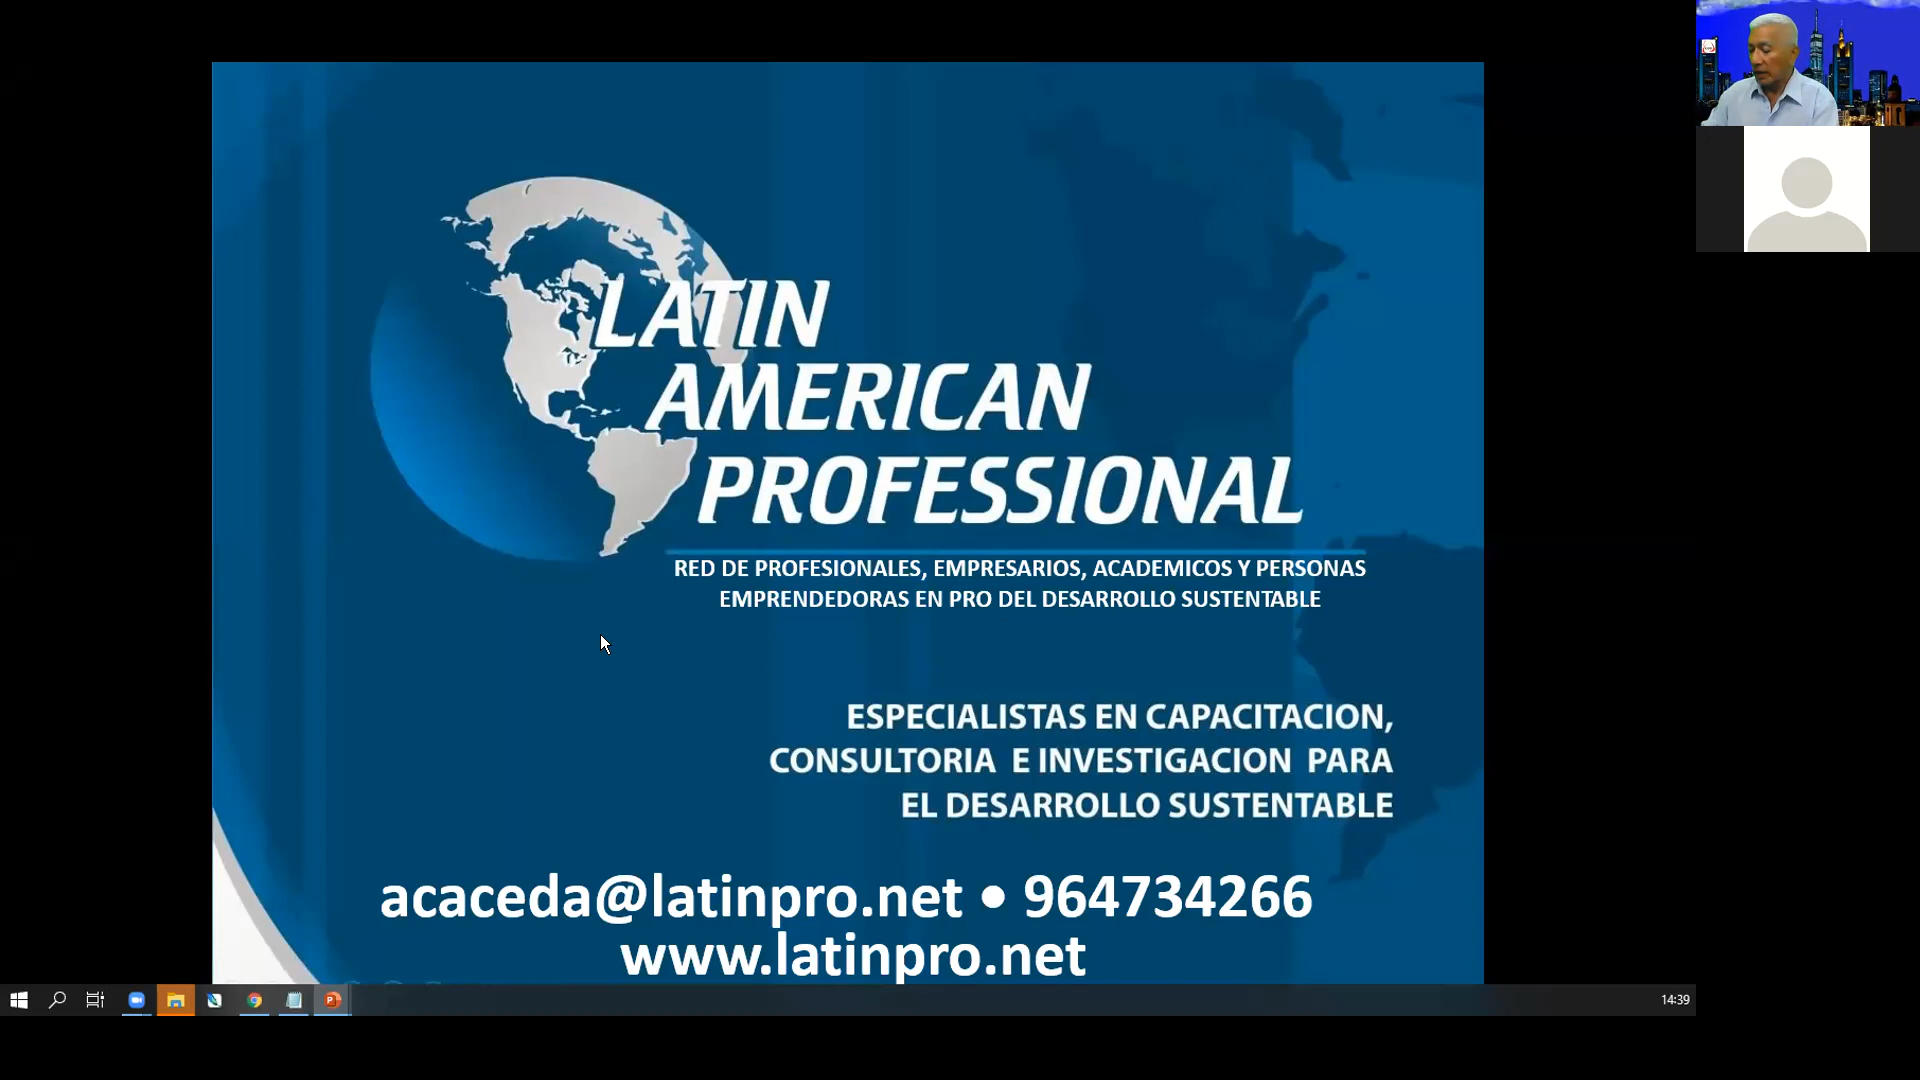 LATIN
AMERICAN
PROFESSIONAL
RED DE PROFESIONALES, EMPRESARIOS, ACADEMICOS Y PERSONAS
EMPRENDEDORAS EN PRO DEL DESARROLLO SUSTENTABLE
ESPECIALISTAS EN CAPACITACION,
CONSULTORIA E INVESTIGACION PARA
EL DESARROLLO SUSTENTABLE
acaceda@latinpro.net • 964734266
www.latinpro.net
14:39